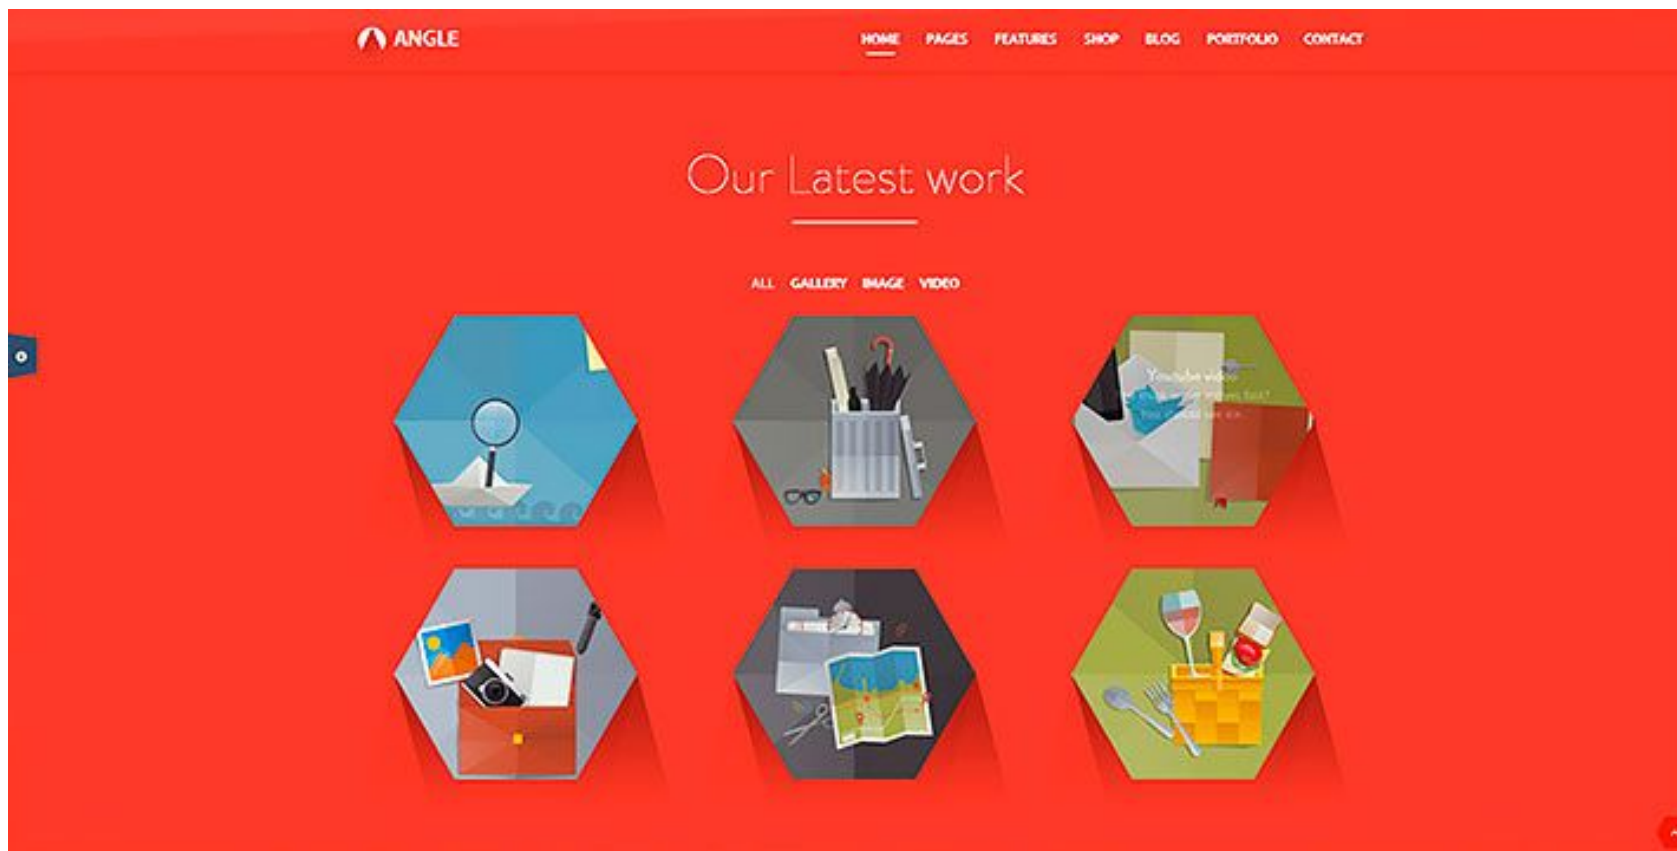 ANGLE
HOME PAGES FEATURES SHOP BLOG PORTFOLIO CONTACT
Our Latest work
ALL GALLERY IMAGE VIDEO
Youtube video